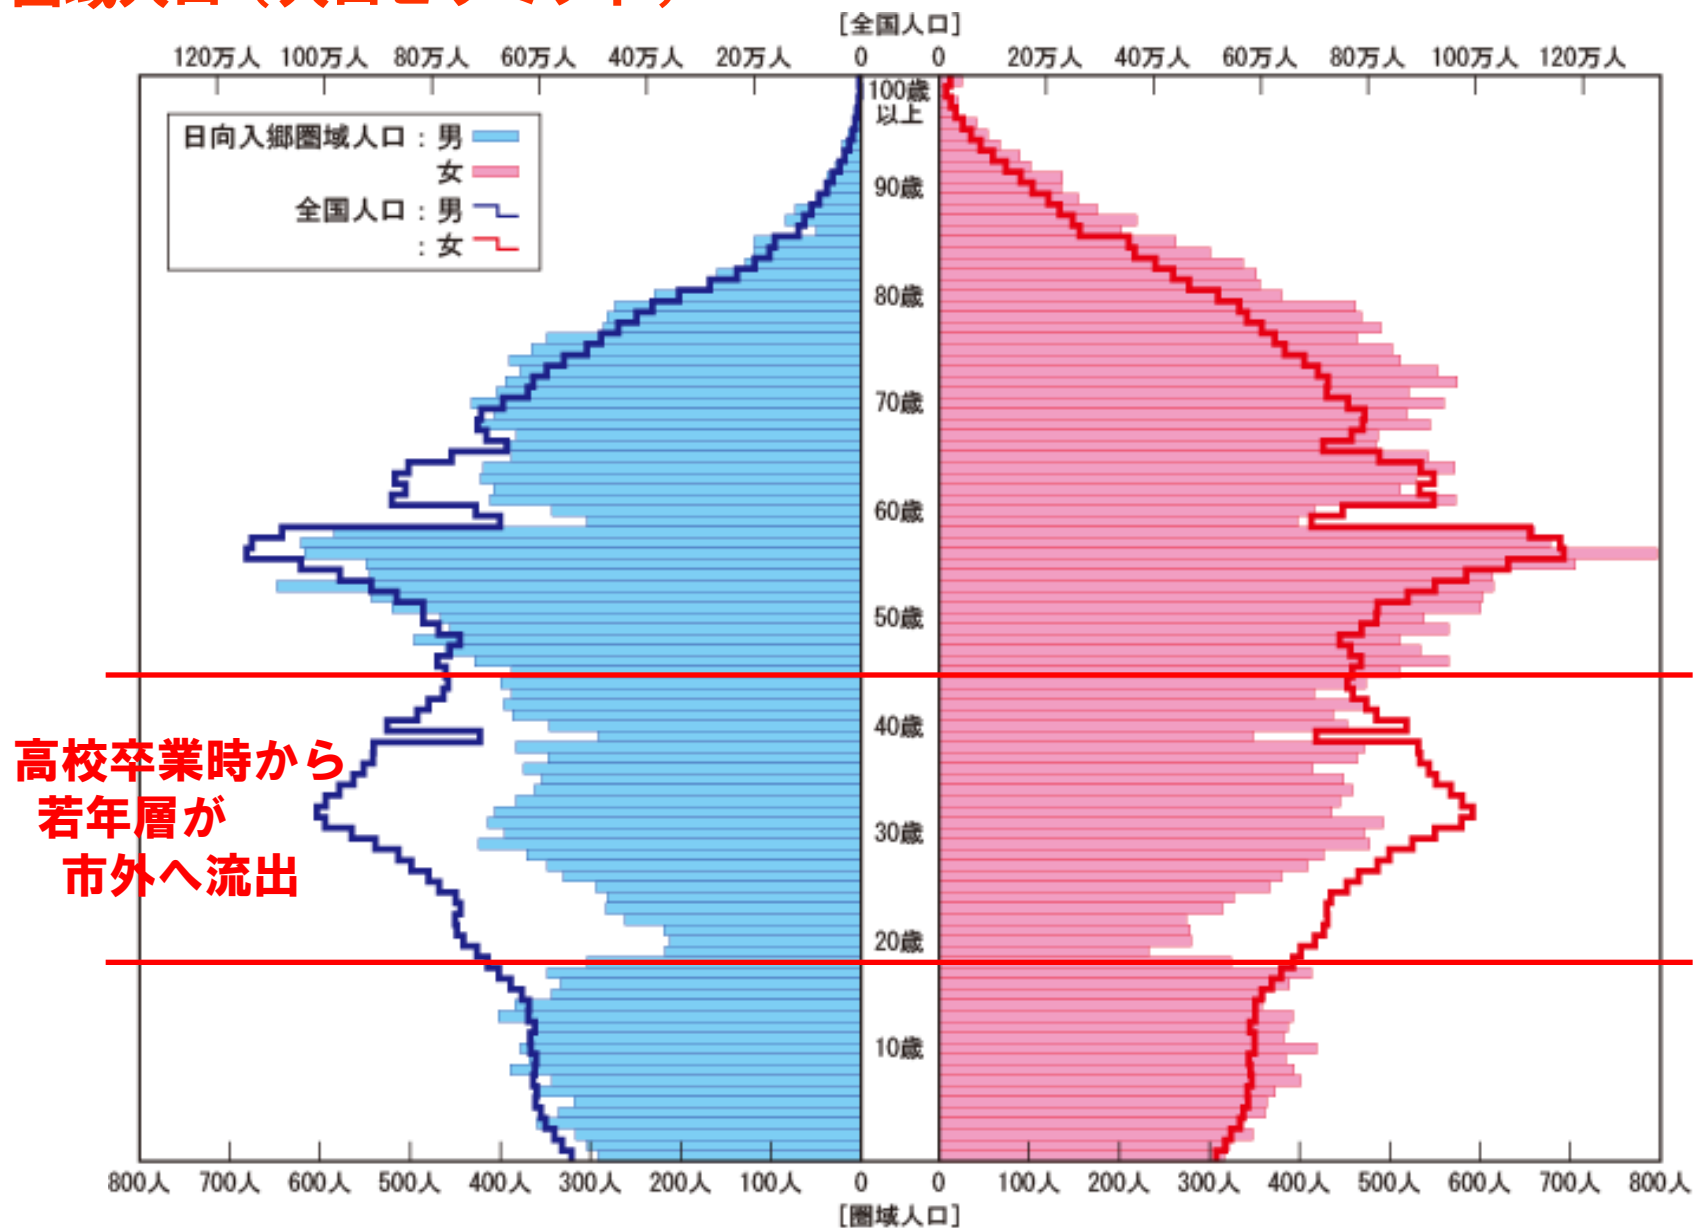 [全国人口]
120万人 100万人 80万人 60万人 40万人 20万人 0 0 20万人 40万人 60万人 80万人 100万人 120万人
100歳
以上
日向入郷圏域人口：男
女
全国人口：男
：女
90歳
80歳
70歳
60歳
50歳
40歳
高校卒業時から
若年層が
市外へ流出
30歳
20歳
10歳
800人 700人 600人 500人 400人 300人 200人 100人 0 0 100人 200人 300人 400人 500人 600人 700人 800人
[圏域人口]